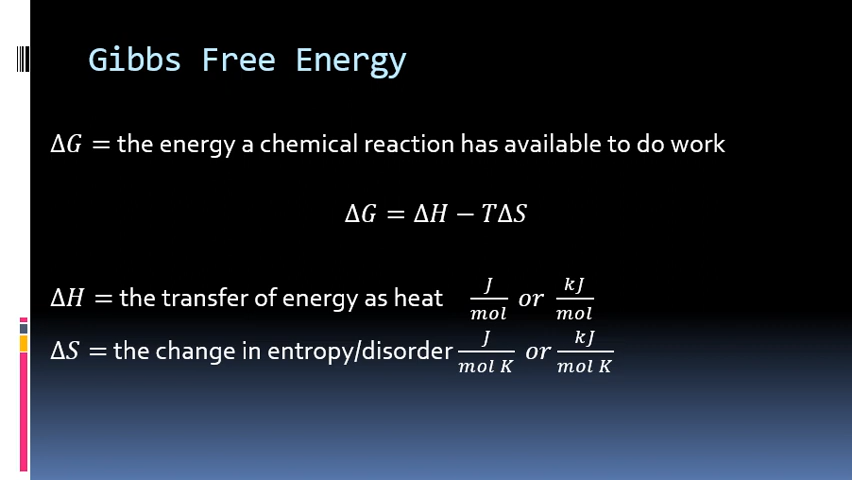 Gibbs Free Energy
ΔG = the energy a chemical reaction has available to do work
ΔG = ΔH − TΔS
ΔH = the transfer of energy as heat J/mol or kJ/mol
ΔS = the change in entropy/disorder J/mol K or kJ/mol K